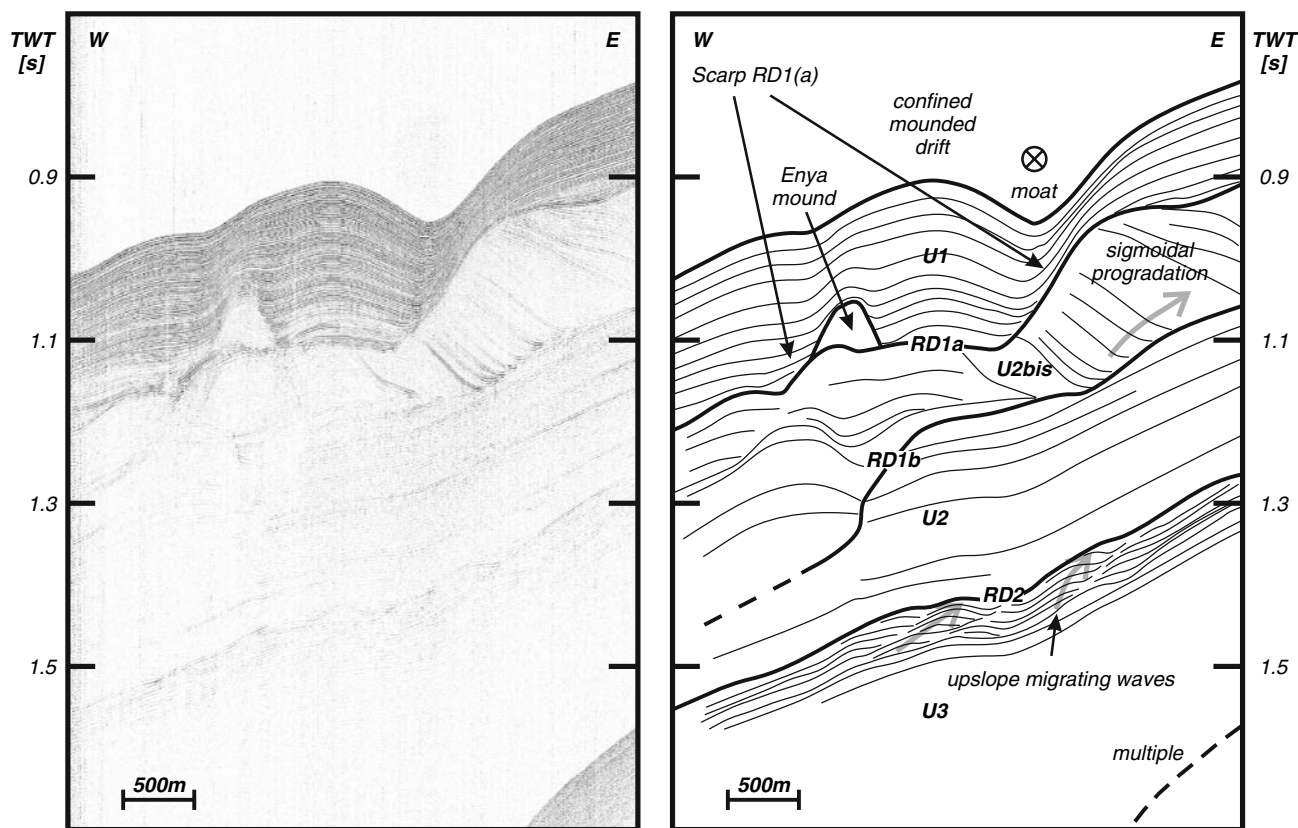 TWT
[s]
W
E
0.9
1.1
1.3
1.5
500m
W
E
TWT
[s]
Scarp RD1(a)
confined
mounded
drift
Enya
mound
moat
U1
sigmoidal
progradation
RD1a
U2bis
RD1b
U2
RD2
upslope migrating waves
U3
multiple
500m
0.9
1.1
1.3
1.5